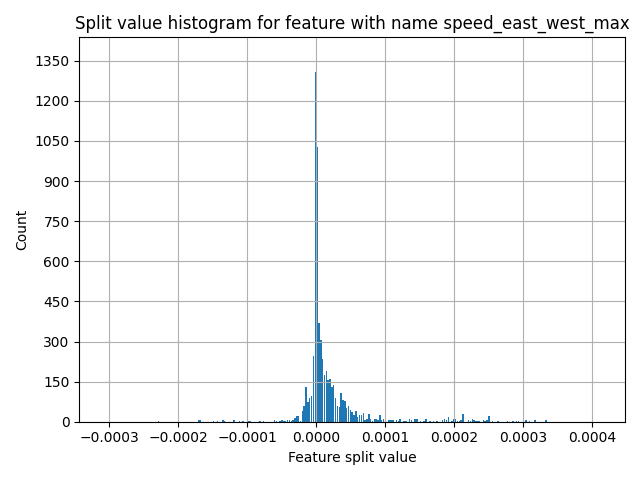 Split value histogram for feature with name speed_east_west_max
1350
1200
1050
900
750
600
450
300
150
0
Count
−0.0003 −0.0002 −0.0001 0.0000 0.0001 0.0002 0.0003 0.0004
Feature split value